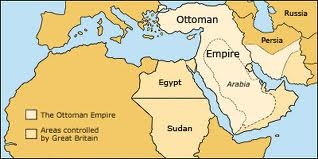 Ottoman
Russia
Persia
Empire
Egypt
Arabia
Sudan
The Ottoman Empire
Areas controlled
by Great Britain